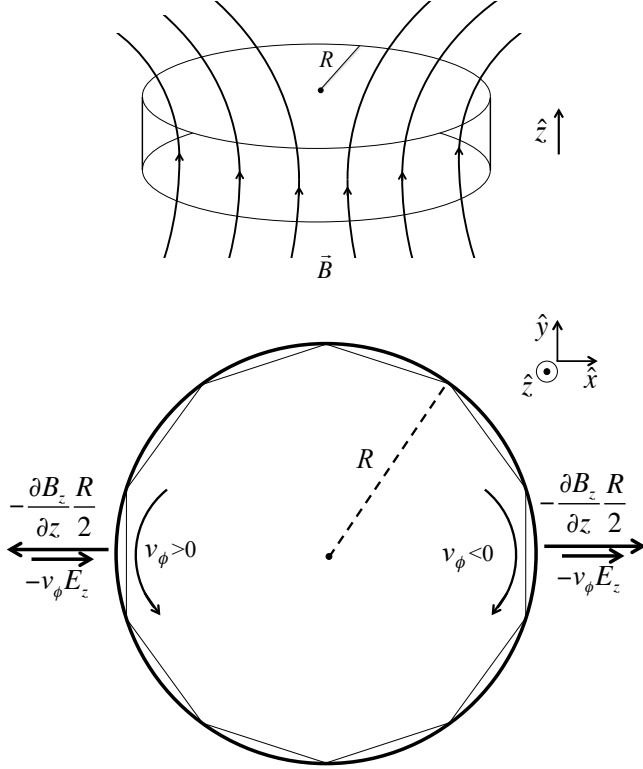 R
ẑ
B⃗
ŷ
ẑ
x̂
R
−∂B_z/∂z R/2
−∂B_z/∂z R/2
v_ϕ>0
v_ϕ<0
−v_ϕE_z
−v_ϕE_z